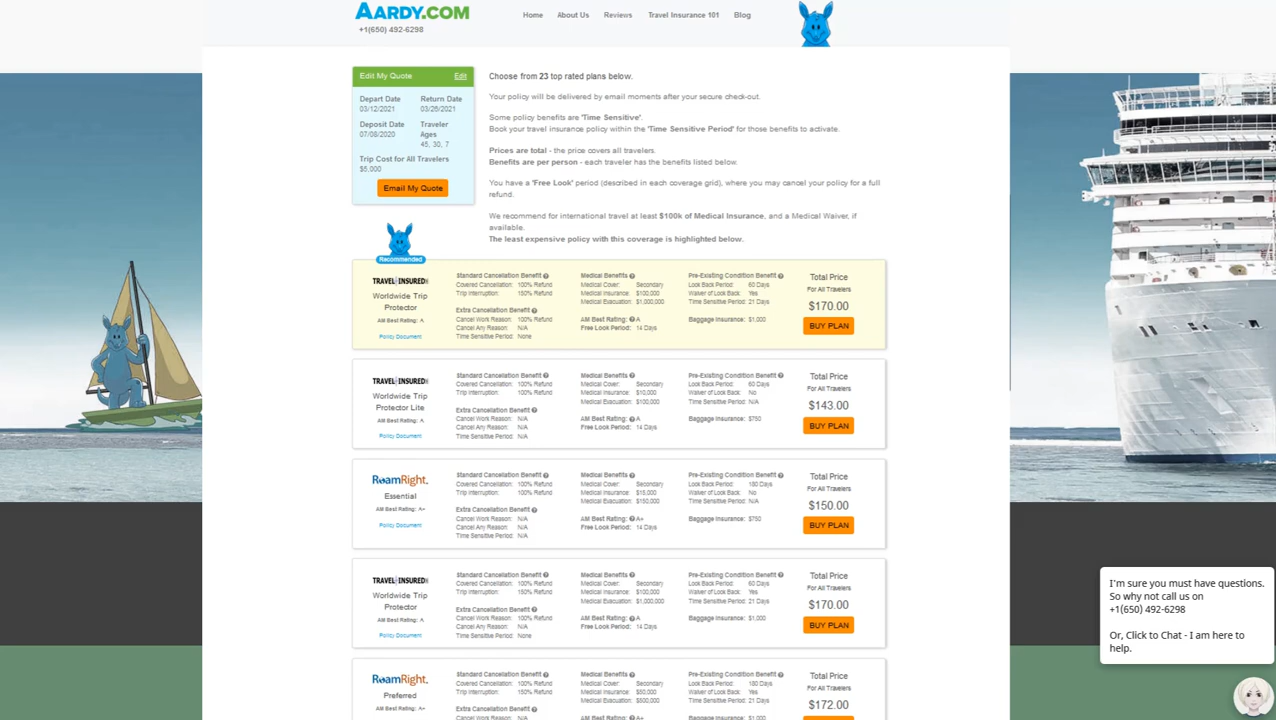 AARDY.COM
+1(650) 492-6298
Home About Us Reviews Travel Insurance 101 Blog
Edit My Quote Edit
Depart Date Return Date
03/12/2021 03/26/2021
Deposit Date Traveler Ages
07/08/2020 45, 30, 7
Trip Cost for All Travelers
$5,000
Email My Quote
Choose from 23 top rated plans below.
Your policy will be delivered by email moments after your secure check-out.
Some policy benefits are 'Time Sensitive'.
Book your travel insurance policy within the 'Time Sensitive Period' for those benefits to activate.
Prices are total - the price covers all travelers.
Benefits are per person - each traveler has the benefits listed below.
You have a 'Free Look' period (described in each coverage grid), where you may cancel your policy for a full
refund.
We recommend for international travel at least $100k of Medical Insurance, and a Medical Waiver, if
available.
The least expensive policy with this coverage is highlighted below.
Recommended
TRAVEL INSURED
Worldwide Trip
Protector
AM Best Rating: A
Policy Document
Standard Cancellation Benefit
Covered Cancellation: 100% Refund
Trip Interruption: 150% Refund
Extra Cancellation Benefit
Cancel Work Reason: 100% Refund
Cancel Any Reason: N/A
Time Sensitive Period: None
Medical Benefits
Medical Cover: Secondary
Medical Insurance: $100,000
Medical Evacuation: $1,000,000
AM Best Rating: A
Free Look Period: 14 Days
Pre-Existing Condition Benefit
Look Back Period: 60 Days
Waiver of Look Back: Yes
Time Sensitive Period: 21 Days
Baggage Insurance: $1,000
Total Price
For All Travelers
$170.00
BUY PLAN
TRAVEL INSURED
Worldwide Trip
Protector Lite
AM Best Rating: A
Policy Document
Standard Cancellation Benefit
Covered Cancellation: 100% Refund
Trip Interruption: 100% Refund
Extra Cancellation Benefit
Cancel Work Reason: N/A
Cancel Any Reason: N/A
Time Sensitive Period: N/A
Medical Benefits
Medical Cover: Secondary
Medical Insurance: $10,000
Medical Evacuation: $100,000
AM Best Rating: A
Free Look Period: 14 Days
Pre-Existing Condition Benefit
Look Back Period: 60 Days
Waiver of Look Back: No
Time Sensitive Period: N/A
Baggage Insurance: $750
Total Price
For All Travelers
$143.00
BUY PLAN
RoamRight.
Essential
AM Best Rating: A+
Policy Document
Standard Cancellation Benefit
Covered Cancellation: 100% Refund
Trip Interruption: 100% Refund
Extra Cancellation Benefit
Cancel Work Reason: N/A
Cancel Any Reason: N/A
Time Sensitive Period: N/A
Medical Benefits
Medical Cover: Secondary
Medical Insurance: $15,000
Medical Evacuation: $150,000
AM Best Rating: A+
Free Look Period: 14 Days
Pre-Existing Condition Benefit
Look Back Period: 180 Days
Waiver of Look Back: No
Time Sensitive Period: N/A
Baggage Insurance: $750
Total Price
For All Travelers
$150.00
BUY PLAN
TRAVEL INSURED
Worldwide Trip
Protector
AM Best Rating: A
Policy Document
Standard Cancellation Benefit
Covered Cancellation: 100% Refund
Trip Interruption: 150% Refund
Extra Cancellation Benefit
Cancel Work Reason: 100% Refund
Cancel Any Reason: N/A
Time Sensitive Period: None
Medical Benefits
Medical Cover: Secondary
Medical Insurance: $100,000
Medical Evacuation: $1,000,000
AM Best Rating: A
Free Look Period: 14 Days
Pre-Existing Condition Benefit
Look Back Period: 60 Days
Waiver of Look Back: Yes
Time Sensitive Period: 21 Days
Baggage Insurance: $1,000
Total Price
For All Travelers
$170.00
BUY PLAN
RoamRight.
Preferred
AM Best Rating: A+
Standard Cancellation Benefit
Covered Cancellation: 100% Refund
Trip Interruption: 150% Refund
Extra Cancellation Benefit
Cancel Work Reason: N/A
Medical Benefits
Medical Cover: Secondary
Medical Insurance: $50,000
Medical Evacuation: $500,000
AM Best Rating: A+
Pre-Existing Condition Benefit
Look Back Period: 180 Days
Waiver of Look Back: Yes
Time Sensitive Period: 21 Days
Baggage Insurance: $1,000
Total Price
For All Travelers
$172.00
I'm sure you must have questions.
So why not call us on
+1(650) 492-6298
Or, Click to Chat - I am here to
help.